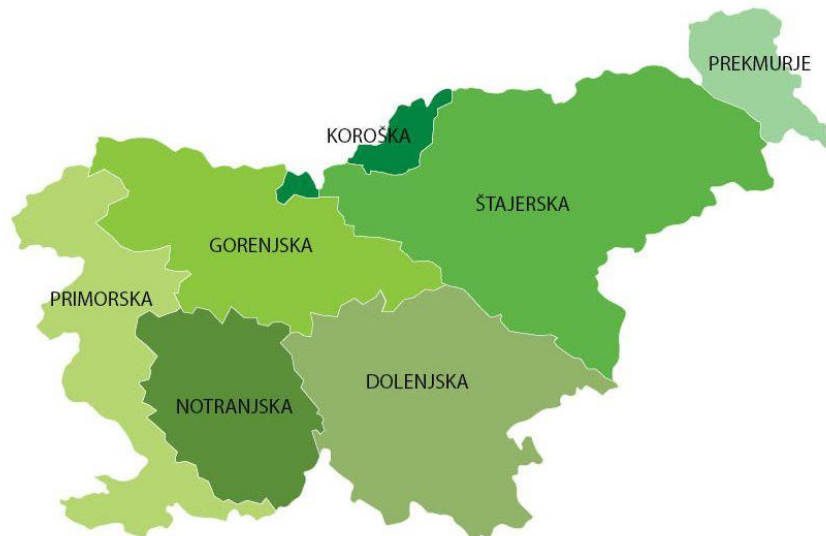 PREKMURJE
KOROŠKA
ŠTAJERSKA
GORENJSKA
PRIMORSKA
DOLENJSKA
NOTRANJSKA